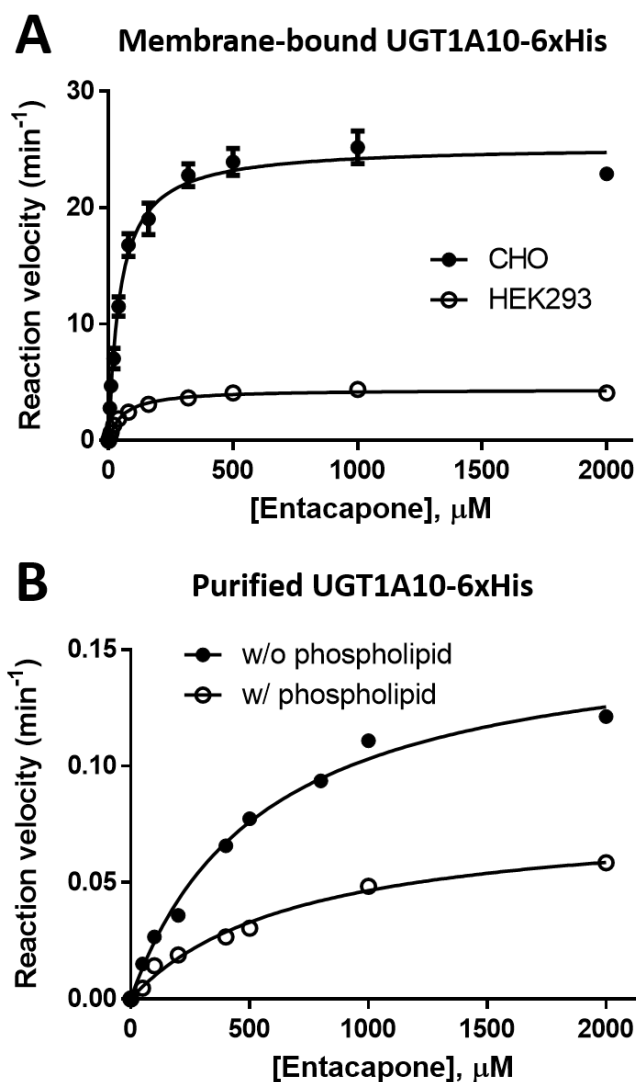 A Membrane-bound UGT1A10-6xHis
Reaction velocity (min⁻¹)
20
10
0
CHO
HEK293
0 500 1000 1500 2000
[Entacapone], μM
B Purified UGT1A10-6xHis
Reaction velocity (min⁻¹)
0.15
0.10
0.05
0.00
w/o phospholipid
w/ phospholipid
0 500 1000 1500 2000
[Entacapone], μM